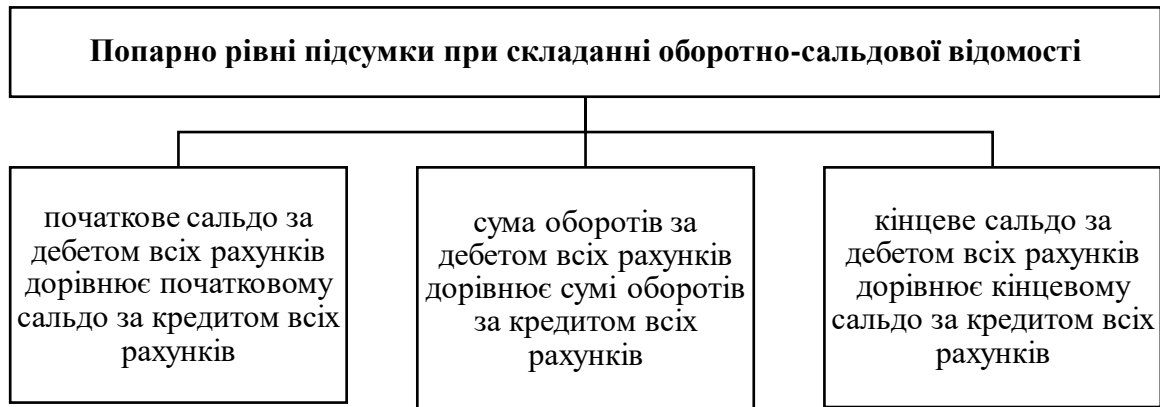 Попарно рівні підсумки при складанні оборотно-сальдової відомості
початкове сальдо за
дебетом всіх рахунків
дорівнює початковому
сальдо за кредитом всіх
рахунків
сума оборотів за
дебетом всіх рахунків
дорівнює сумі оборотів
за кредитом всіх
рахунків
кінцеве сальдо за
дебетом всіх рахунків
дорівнює кінцевому
сальдо за кредитом всіх
рахунків